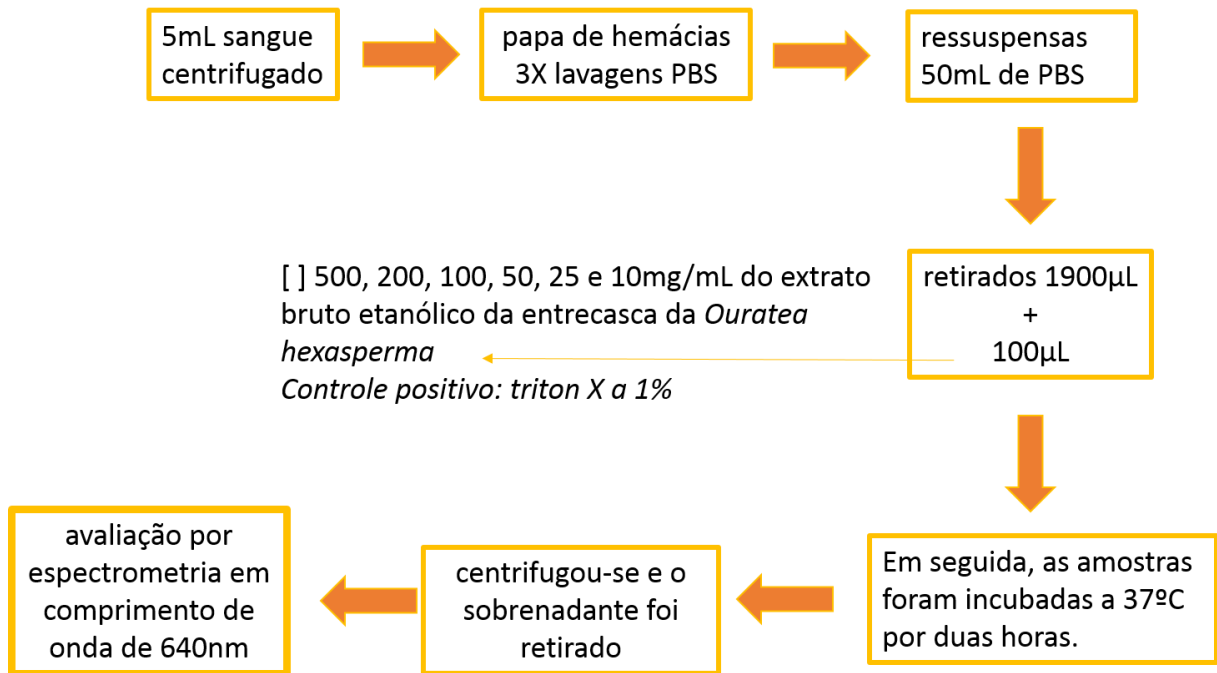 5mL sangue
centrifugado
papa de hemácias
3X lavagens PBS
ressuspensas
50mL de PBS
retirados 1900µL
+
100µL
[ ] 500, 200, 100, 50, 25 e 10mg/mL do extrato
bruto etanólico da entrecasca da Ouratea
hexasperma
Controle positivo: triton X a 1%
Em seguida, as amostras
foram incubadas a 37ºC
por duas horas.
centrifugou-se e o
sobrenadante foi
retirado
avaliação por
espectrometria em
comprimento de
onda de 640nm